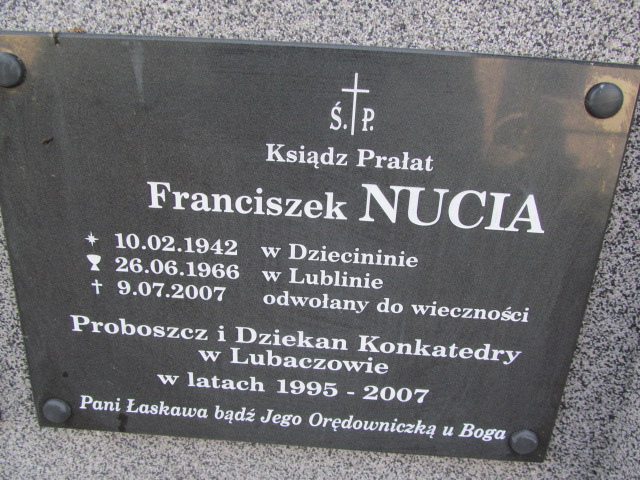 Ś. P.
Ksiądz Prałat
Franciszek NUCIA
10.02.1942 w Dziecininie
26.06.1966 w Lublinie
9.07.2007 odwołany do wieczności
Proboszcz i Dziekan Konkatedry
w Lubaczowie
w latach 1995 - 2007
Pani Łaskawa bądź Jego Orędowniczką u Boga